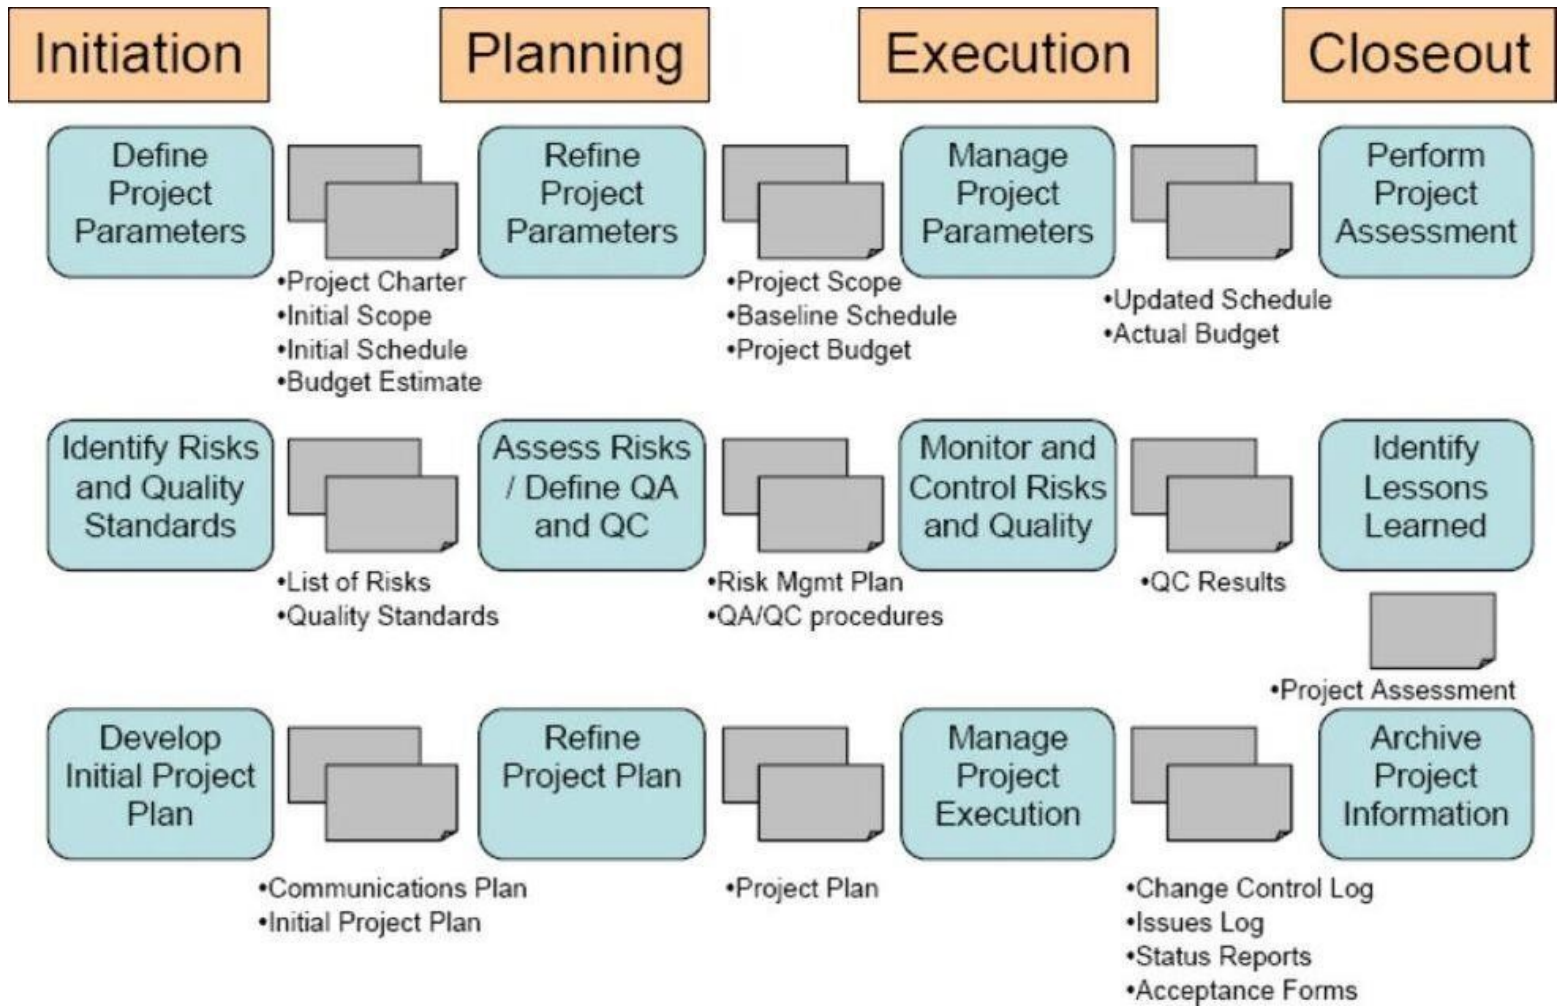 Initiation
Planning
Execution
Closeout
Define
Project
Parameters
Refine
Project
Parameters
Manage
Project
Parameters
Perform
Project
Assessment
•Project Charter
•Initial Scope
•Initial Schedule
•Budget Estimate
•Project Scope
•Baseline Schedule
•Project Budget
•Updated Schedule
•Actual Budget
Identify Risks
and Quality
Standards
Assess Risks
/ Define QA
and QC
Monitor and
Control Risks
and Quality
Identify
Lessons
Learned
•List of Risks
•Quality Standards
•Risk Mgmt Plan
•QA/QC procedures
•QC Results
•Project Assessment
Develop
Initial Project
Plan
Refine
Project Plan
Manage
Project
Execution
Archive
Project
Information
•Communications Plan
•Initial Project Plan
•Project Plan
•Change Control Log
•Issues Log
•Status Reports
•Acceptance Forms